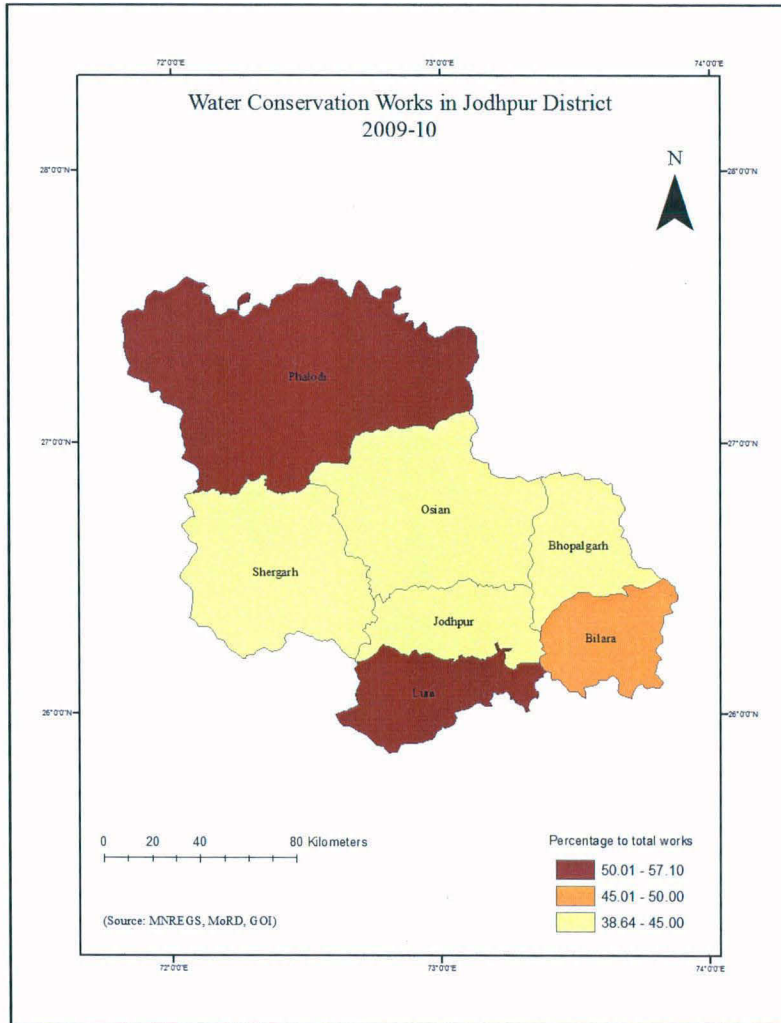 72°0'0"E 73°0'0"E 74°0'0"E
Water Conservation Works in Jodhpur District
2009-10
N
28°0'0"N 28°0'0"N
Phalodi
27°0'0"N 27°0'0"N
Osian
Bhopalgarh
Shergarh
Jodhpur
Bilara
Luni
26°0'0"N 26°0'0"N
0 20 40 80 Kilometers
Percentage to total works
50.01 - 57.10
45.01 - 50.00
38.64 - 45.00
(Source: MNREGS, MoRD, GOI)
72°0'0"E 73°0'0"E 74°0'0"E